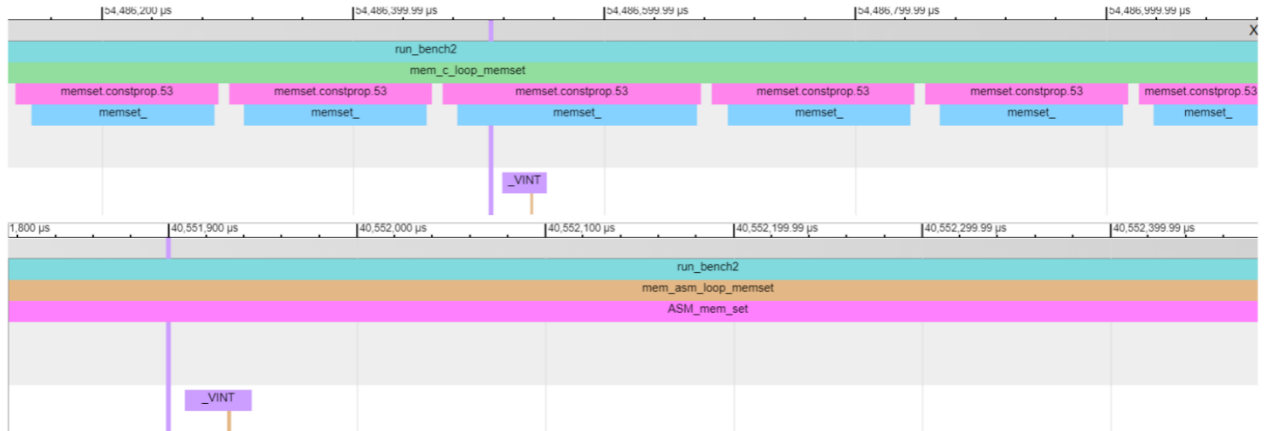 54,486,200 µs 54,486,399.99 µs 54,486,599.99 µs 54,486,799.99 µs 54,486,999.99 µs
X
run_bench2
mem_c_loop_memset
memset.constprop.53 memset.constprop.53 memset.constprop.53 memset.constprop.53 memset.constprop.53 memset.constprop.53
memset_ memset_ memset_ memset_ memset_ memset_
_VINT
1,800 µs 40,551,900 µs 40,552,000 µs 40,552,100 µs 40,552,199.99 µs 40,552,299.99 µs 40,552,399.99 µs
run_bench2
mem_asm_loop_memset
ASM_mem_set
_VINT